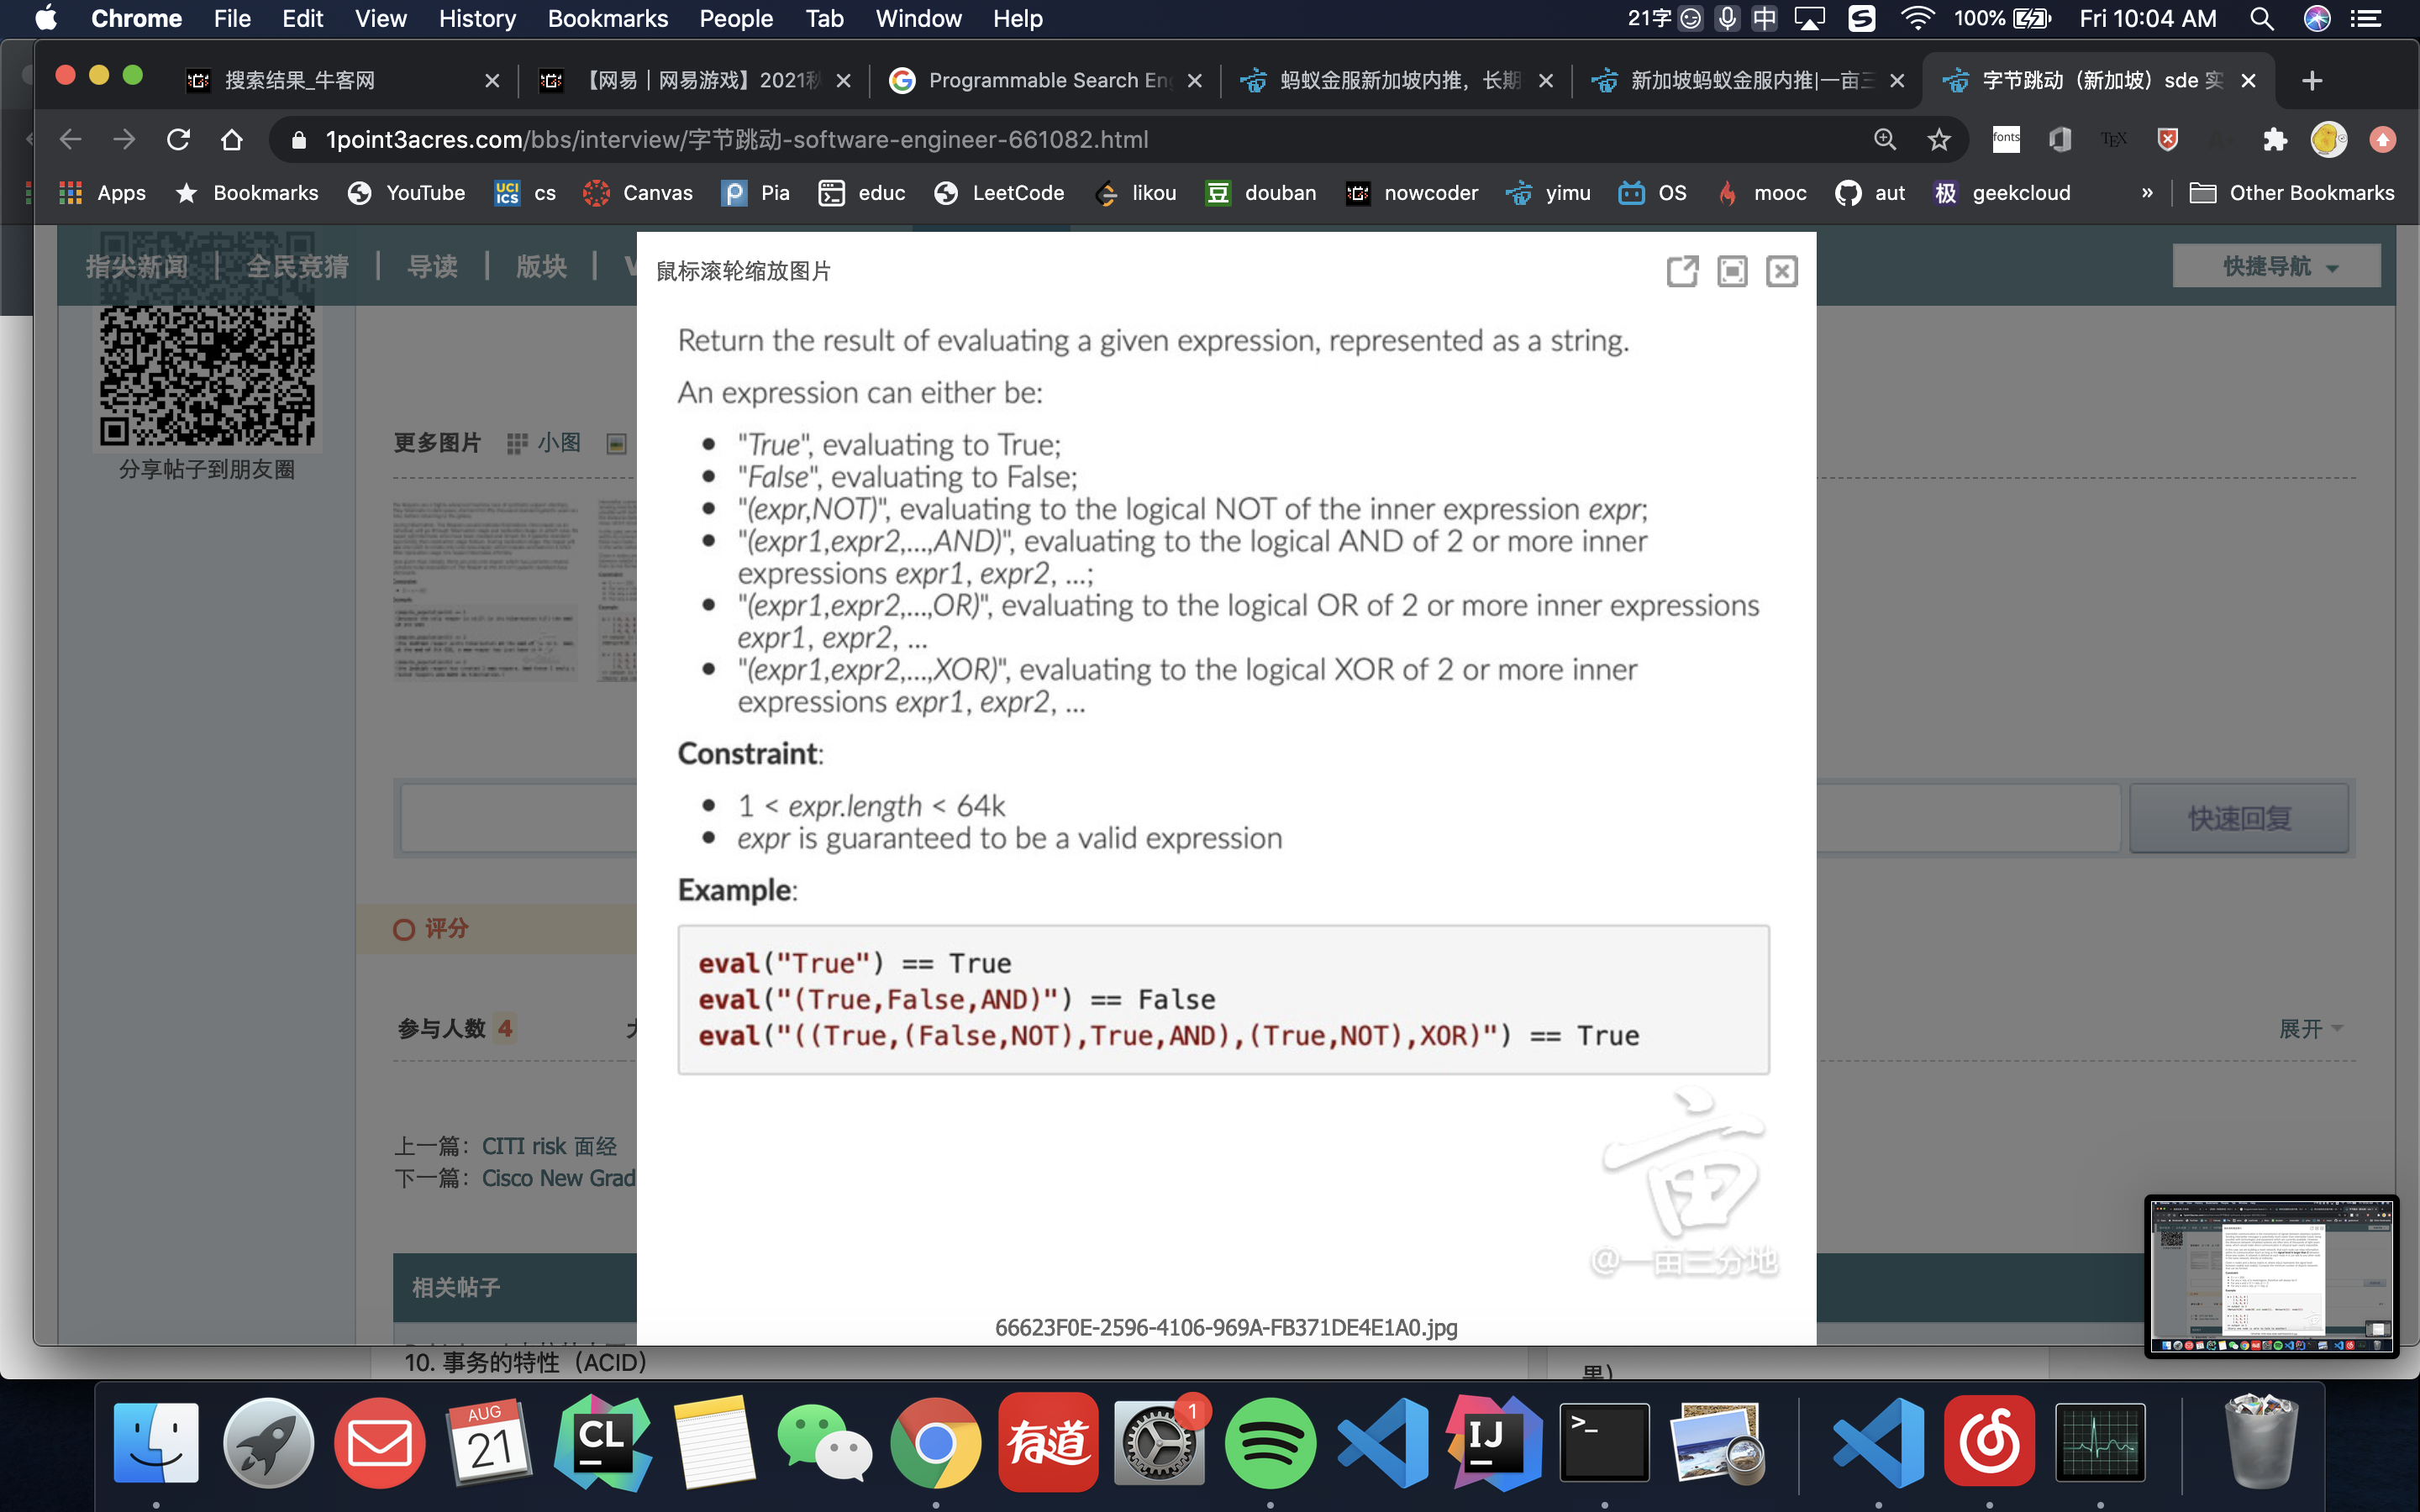 Chrome File Edit View History Bookmarks People Tab Window Help 21字 中 100% Fri 10:04 AM
搜索结果_牛客网
【网易｜网易游戏】2021秋
Programmable Search En
蚂蚁金服新加坡内推，长期
新加坡蚂蚁金服内推|一亩三
字节跳动（新加坡）sde 实
1point3acres.com/bbs/interview/字节跳动-software-engineer-661082.html
fonts TEX
Apps Bookmarks YouTube UCI ICS cs Canvas Pia educ LeetCode likou 豆 douban nowcoder yimu OS mooc aut 极 geekcloud » Other Bookmarks
指尖新闻 | 全民竞猜 | 导读 | 版块 |
快捷导航
鼠标滚轮缩放图片
Return the result of evaluating a given expression, represented as a string.
An expression can either be:
• "True", evaluating to True;
• "False", evaluating to False;
• "(expr,NOT)", evaluating to the logical NOT of the inner expression expr;
• "(expr1,expr2,...,AND)", evaluating to the logical AND of 2 or more inner
expressions expr1, expr2, ...;
• "(expr1,expr2,...,OR)", evaluating to the logical OR of 2 or more inner expressions
expr1, expr2, ...
• "(expr1,expr2,...,XOR)", evaluating to the logical XOR of 2 or more inner
expressions expr1, expr2, ...
Constraint:
• 1 < expr.length < 64k
• expr is guaranteed to be a valid expression
Example:
eval("True") == True
eval("(True,False,AND)") == False
eval("((True,(False,NOT),True,AND),(True,NOT),XOR)") == True
亩
@一亩三分地
66623F0E-2596-4106-969A-FB371DE4E1A0.jpg
分享帖子到朋友圈
更多图片 小图
快速回复
评分
参与人数 4
展开
上一篇：CITI risk 面经
下一篇：Cisco New Grad
相关帖子
10. 事务的特性（ACID）
果）
AUG
21
CL
有道
1
IJ
>_